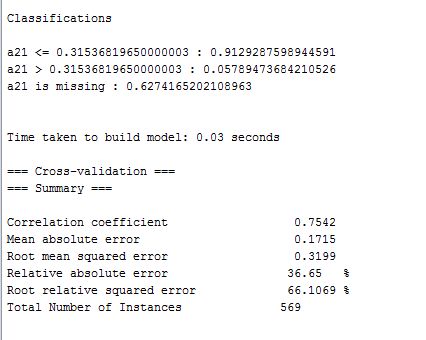 Classifications
a21 <= 0.31536819650000003 : 0.9129287598944591
a21 > 0.31536819650000003 : 0.05789473684210526
a21 is missing : 0.6274165202108963
Time taken to build model: 0.03 seconds
=== Cross-validation ===
=== Summary ===
Correlation coefficient 0.7542
Mean absolute error 0.1715
Root mean squared error 0.3199
Relative absolute error 36.65 %
Root relative squared error 66.1069 %
Total Number of Instances 569